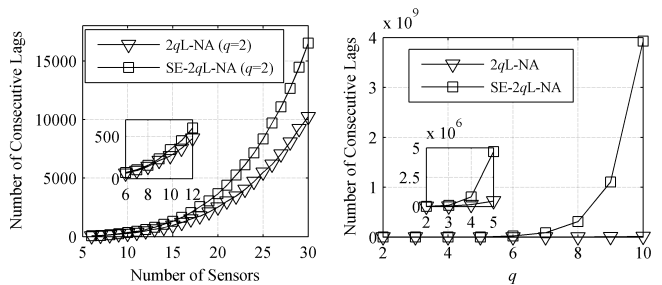 Number of Consecutive Lags
15000
10000
5000
0
2qL-NA (q=2)
SE-2qL-NA (q=2)
500
0
6 8 10 12
5 10 15 20 25 30
Number of Sensors
Number of Consecutive Lags
x 10^9
4
3
2
1
0
2qL-NA
SE-2qL-NA
x 10^6
5
2.5
0
2 3 4 5
2 4 6 8 10
q